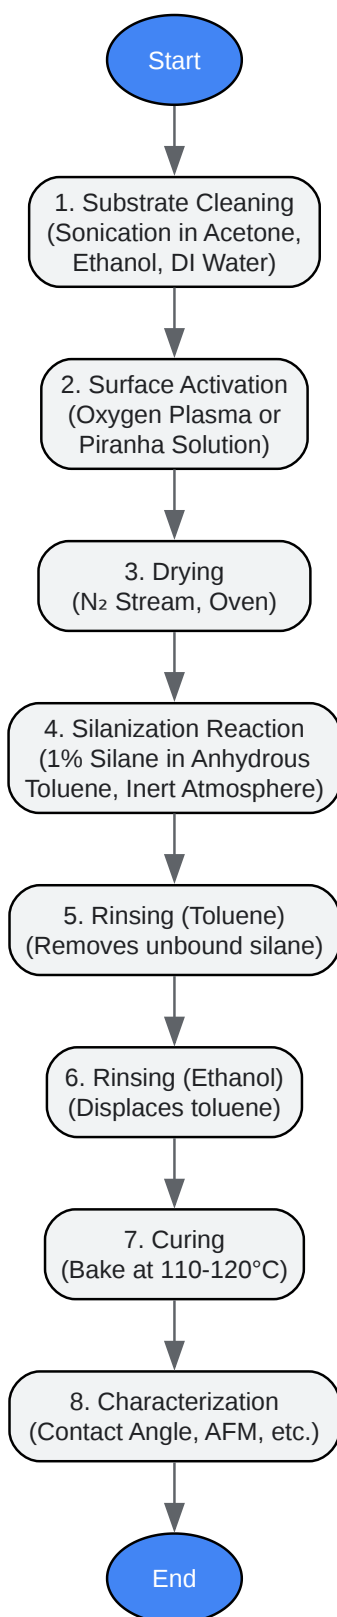 Start
1. Substrate Cleaning
(Sonication in Acetone,
Ethanol, DI Water)
2. Surface Activation
(Oxygen Plasma or
Piranha Solution)
3. Drying
(N₂ Stream, Oven)
4. Silanization Reaction
(1% Silane in Anhydrous
Toluene, Inert Atmosphere)
5. Rinsing (Toluene)
(Removes unbound silane)
6. Rinsing (Ethanol)
(Displaces toluene)
7. Curing
(Bake at 110-120°C)
8. Characterization
(Contact Angle, AFM, etc.)
End